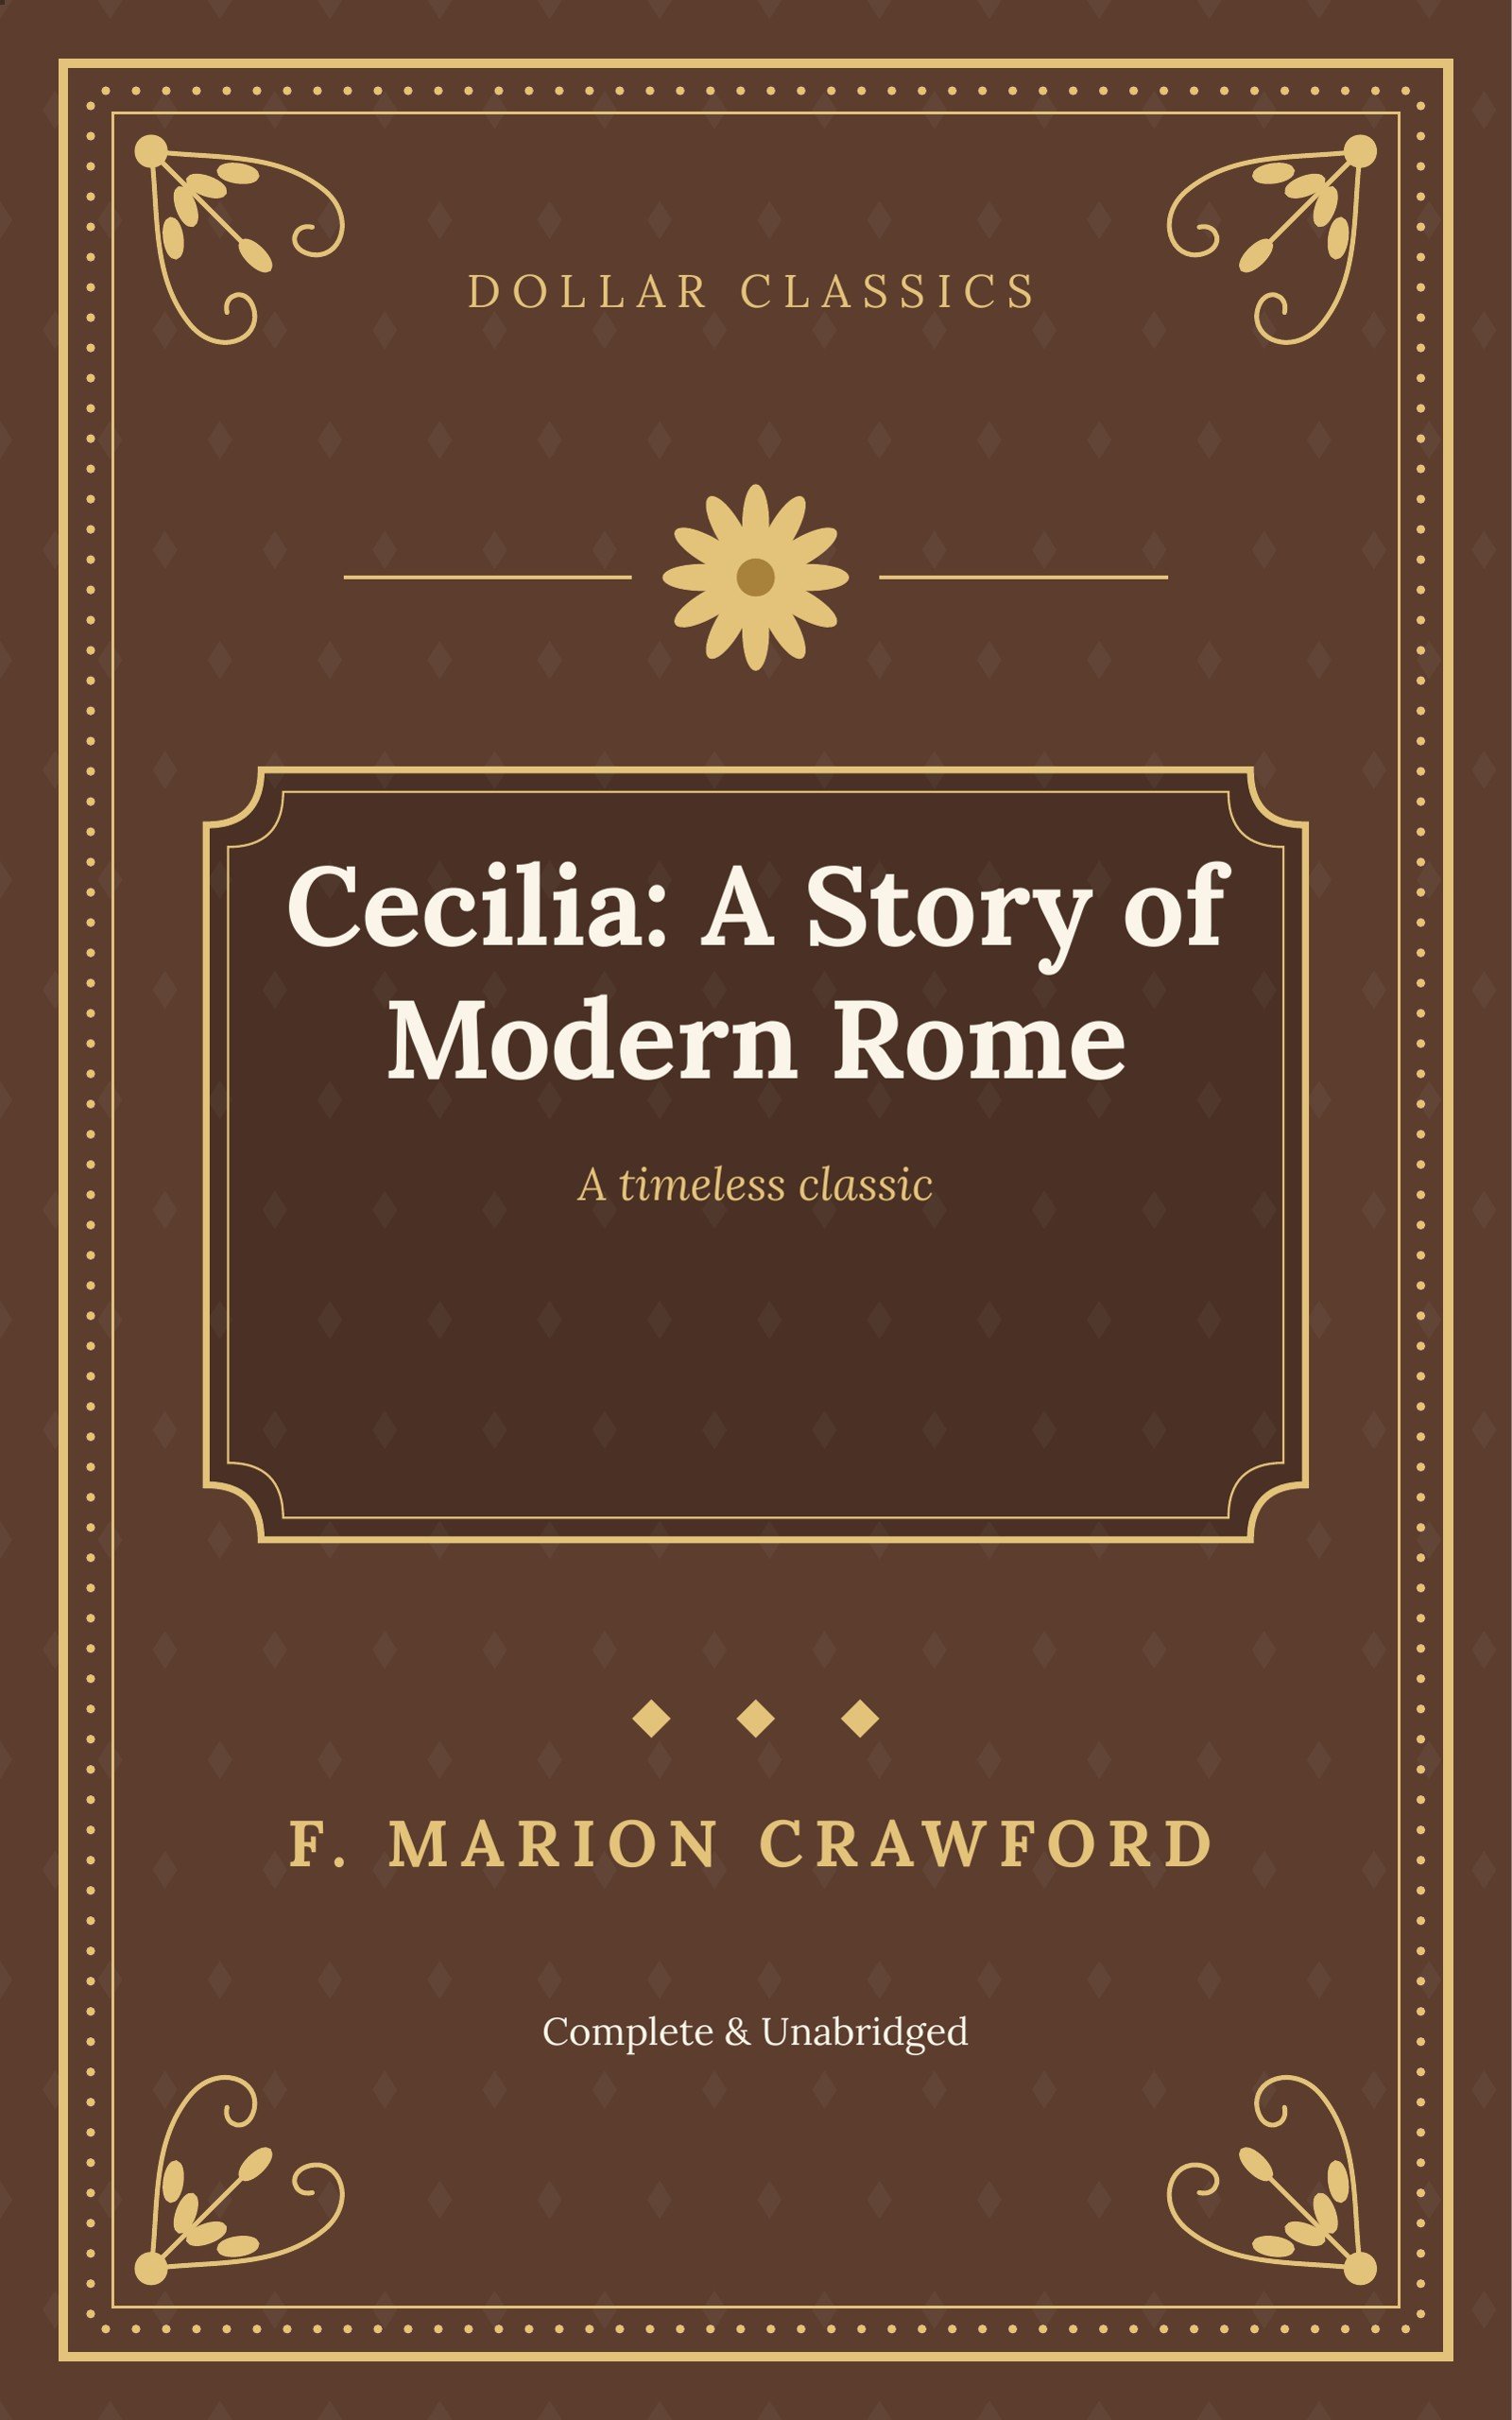 DOLLAR CLASSICS
Cecilia: A Story of
Modern Rome
A timeless classic
F. MARION CRAWFORD
Complete & Unabridged